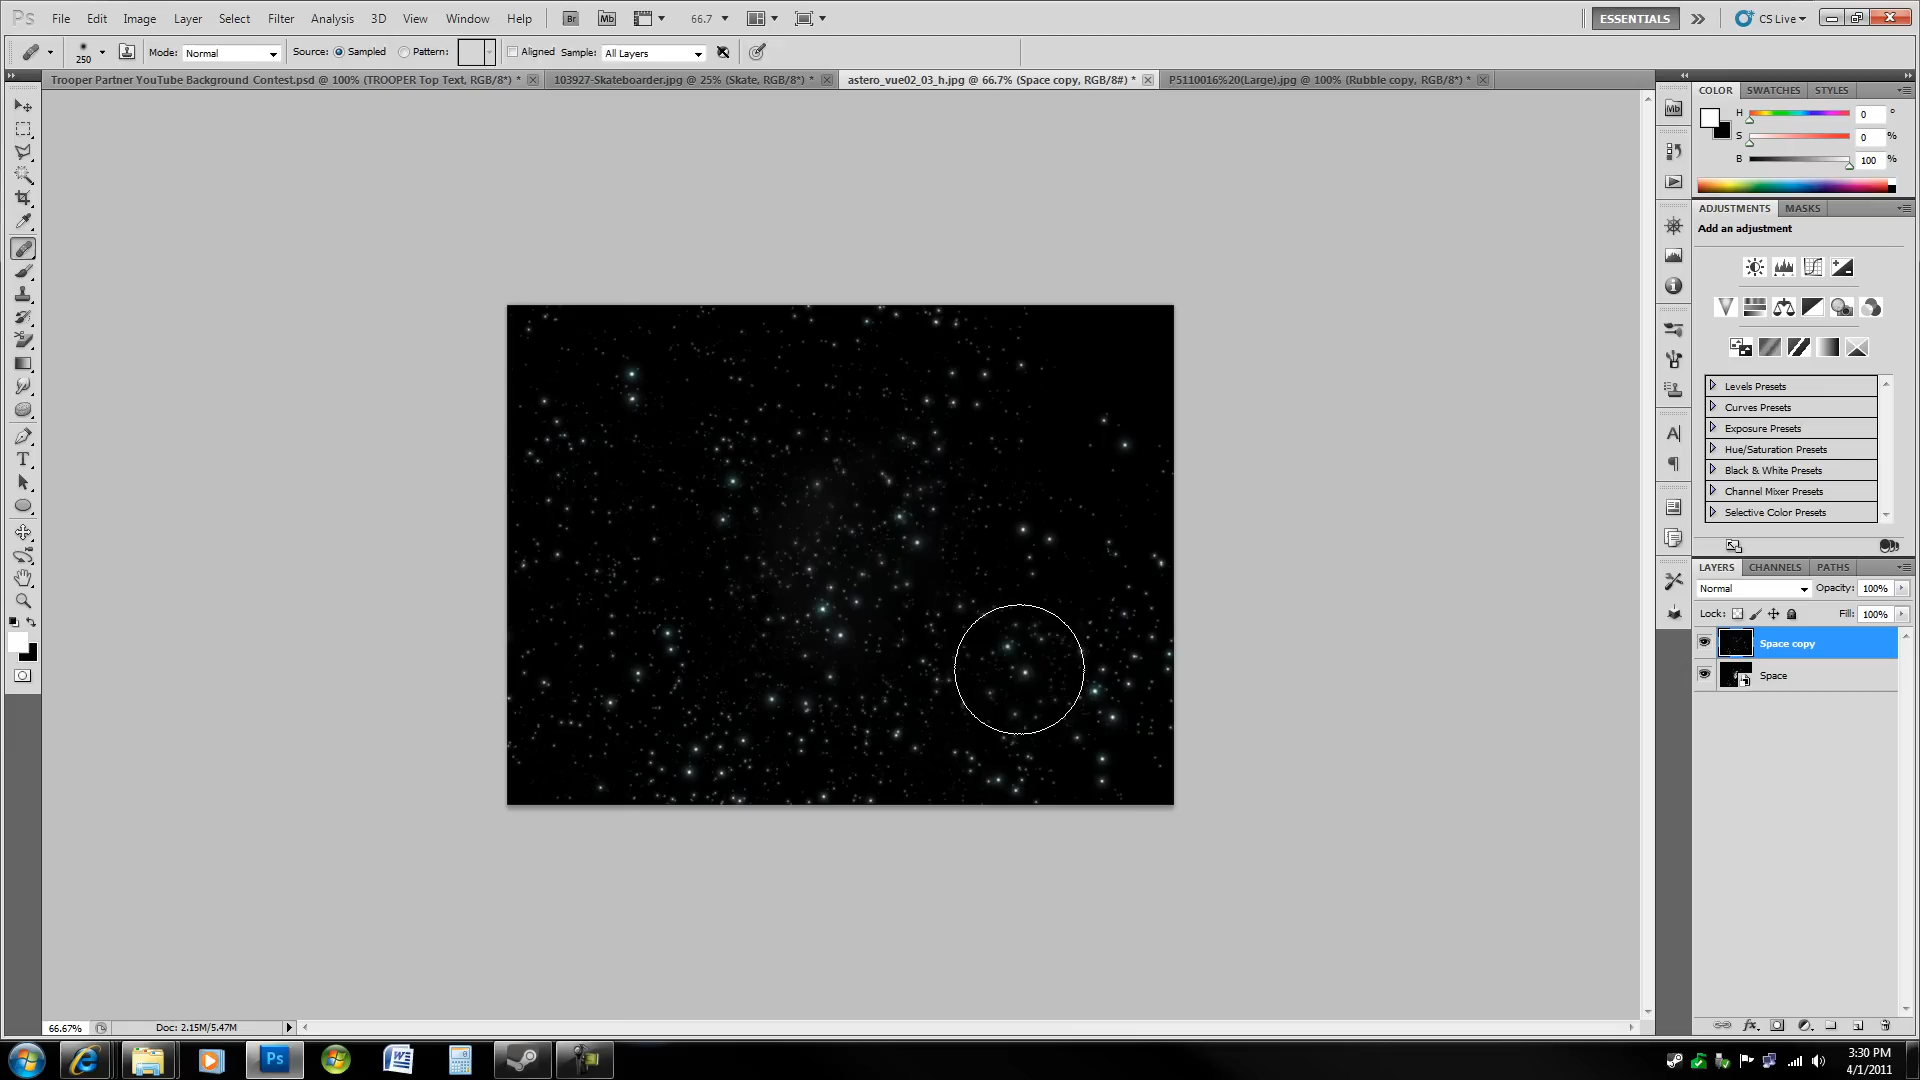 Ps File Edit Image Layer Select Filter Analysis 3D View Window Help Br Mb 66.7 ESSENTIALS CS Live
250 Mode: Normal Source: Sampled Pattern: Aligned Sample: All Layers
Trooper Partner YouTube Background Contest.psd @ 100% (TROOPER Top Text, RGB/8*) * 103927-Skateboarder.jpg @ 25% (Skate, RGB/8*) * astero_vue02_03_h.jpg @ 66.7% (Space copy, RGB/8#) * P5110016%20(Large).jpg @ 100% (Rubble copy, RGB/8*) *
COLOR SWATCHES STYLES
H 0 °
S 0 %
B 100 %
ADJUSTMENTS MASKS
Add an adjustment
Levels Presets
Curves Presets
Exposure Presets
Hue/Saturation Presets
Black & White Presets
Channel Mixer Presets
Selective Color Presets
LAYERS CHANNELS PATHS
Normal Opacity: 100%
Lock: Fill: 100%
Space copy
Space
66.67% Doc: 2.15M/5.47M
Ps
3:30 PM
4/1/2011